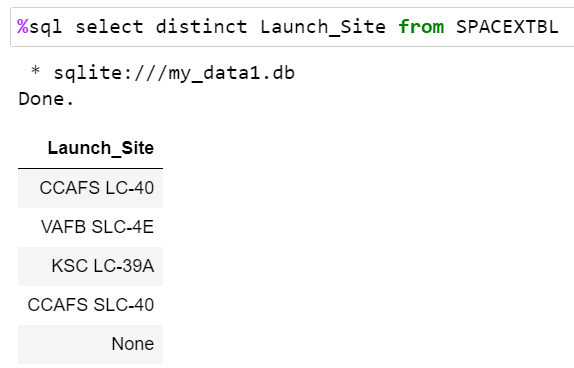 %sql select distinct Launch_Site from SPACEXTBL
* sqlite:///my_data1.db
Done.
Launch_Site
CCAFS LC-40
VAFB SLC-4E
KSC LC-39A
CCAFS SLC-40
None